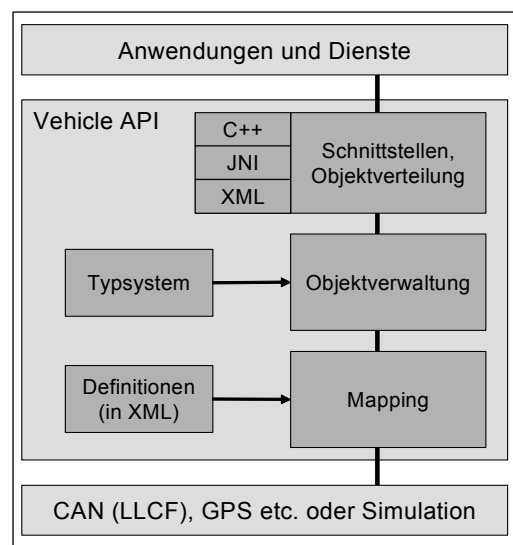 Anwendungen und Dienste
Vehicle API
C++
JNI
XML
Schnittstellen,
Objektverteilung
Typsystem
Objektverwaltung
Definitionen
(in XML)
Mapping
CAN (LLCF), GPS etc. oder Simulation